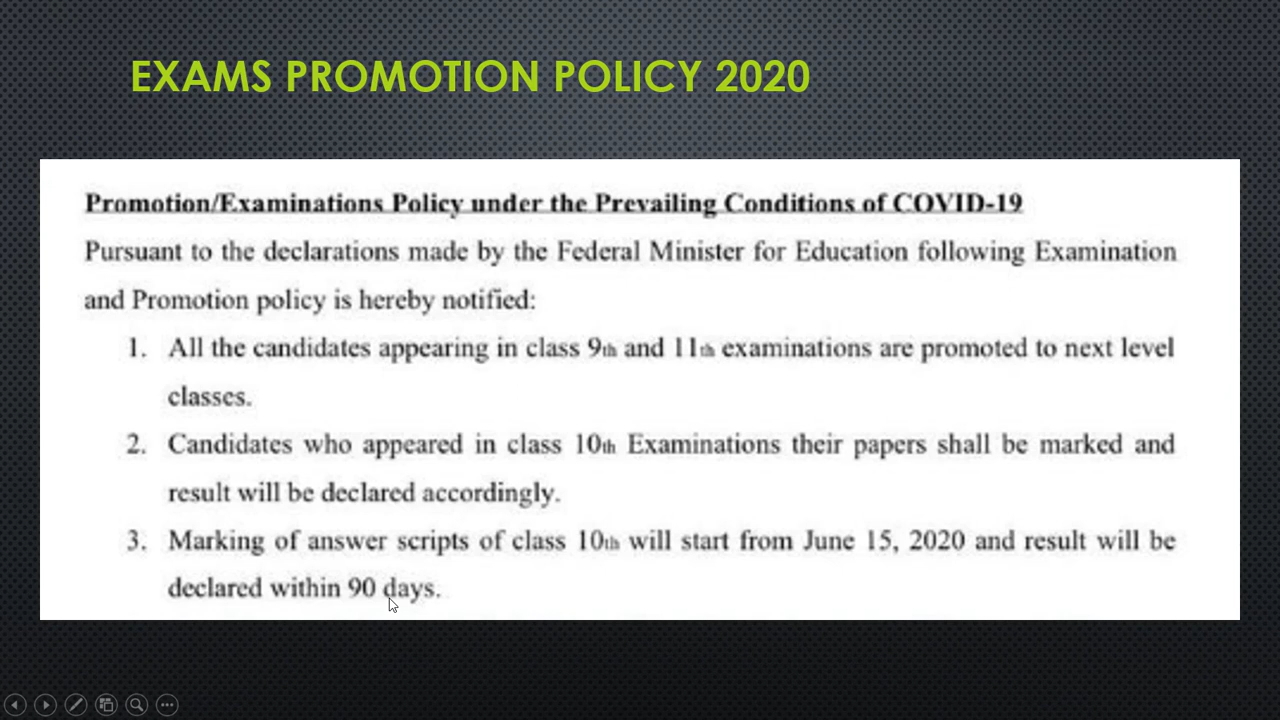 EXAMS PROMOTION POLICY 2020
Promotion/Examinations Policy under the Prevailing Conditions of COVID-19
Pursuant to the declarations made by the Federal Minister for Education following Examination
and Promotion policy is hereby notified:
1. All the candidates appearing in class 9th and 11th examinations are promoted to next level
classes.
2. Candidates who appeared in class 10th Examinations their papers shall be marked and
result will be declared accordingly.
3. Marking of answer scripts of class 10th will start from June 15, 2020 and result will be
declared within 90 days.